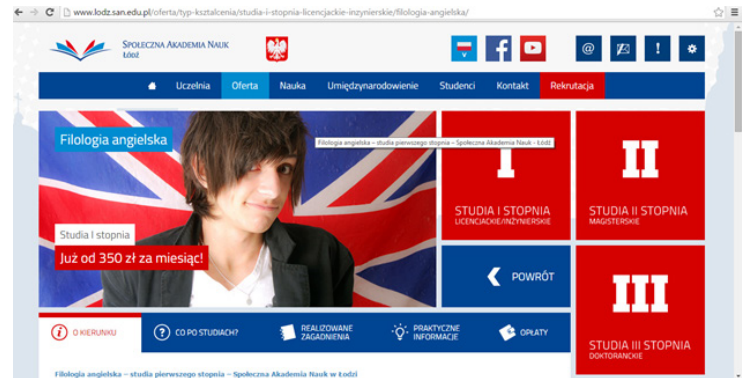 www.lodz.san.edu.pl/oferta/typ-ksztalcenia/studia-i-stopnia-licencjackie-inzynierskie/filologia-angielska/
SPOŁECZNA AKADEMIA NAUK
ŁÓDŹ
Uczelnia Oferta Nauka Umiędzynarodowienie Studenci Kontakt Rekrutacja
Filologia angielska
Filologia angielska – studia pierwszego stopnia – Społeczna Akademia Nauk - Łódź
Studia I stopnia
Już od 350 zł za miesiąc!
I
STUDIA I STOPNIA
LICENCJACKIE/INŻYNIERSKIE
II
STUDIA II STOPNIA
MAGISTERSKIE
POWRÓT
III
STUDIA III STOPNIA
DOKTORANCKIE
O KIERUNKU
CO PO STUDIACH?
REALIZOWANE
ZAGADNIENIA
PRAKTYCZNE
INFORMACJE
OPŁATY
Filologia angielska – studia pierwszego stopnia – Społeczna Akademia Nauk w Łodzi